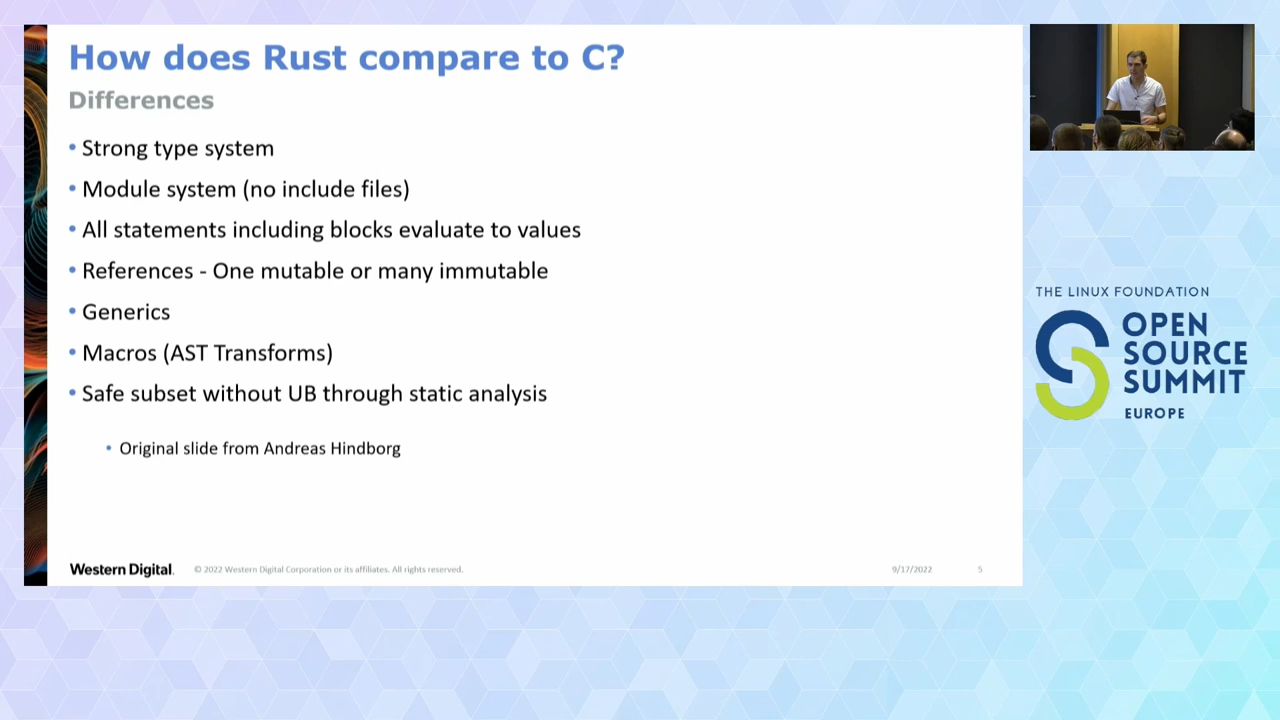 How does Rust compare to C?
Differences
• Strong type system
• Module system (no include files)
• All statements including blocks evaluate to values
• References - One mutable or many immutable
• Generics
• Macros (AST Transforms)
• Safe subset without UB through static analysis
• Original slide from Andreas Hindborg
Western Digital.
© 2022 Western Digital Corporation or its affiliates. All rights reserved.
9/17/2022
5
THE LINUX FOUNDATION
OPEN
SOURCE
SUMMIT
EUROPE